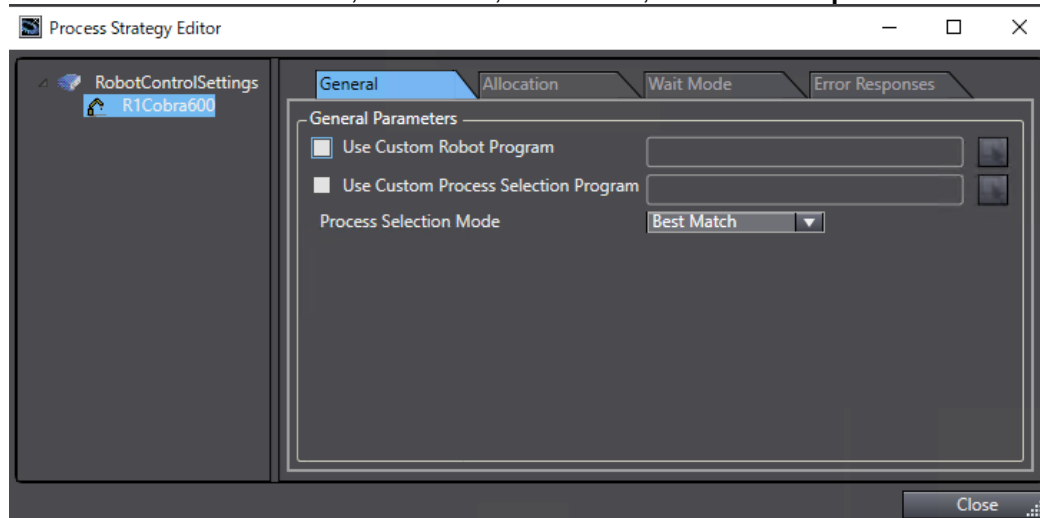 Process Strategy Editor
RobotControlSettings
R1Cobra600
General
Allocation
Wait Mode
Error Responses
General Parameters
Use Custom Robot Program
Use Custom Process Selection Program
Process Selection Mode
Best Match
Close